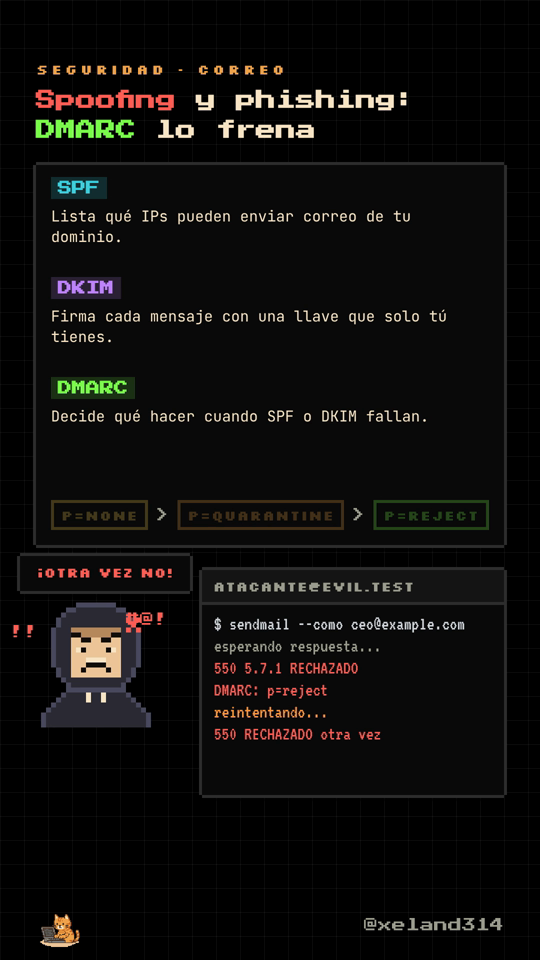 SEGURIDAD · CORREO
Spoofing y phishing:
DMARC lo frena
SPF
Lista qué IPs pueden enviar correo de tu
dominio.
DKIM
Firma cada mensaje con una llave que solo tú
tienes.
DMARC
Decide qué hacer cuando SPF o DKIM fallan.
P=NONE > P=QUARANTINE > P=REJECT
¡OTRA VEZ NO!
!!
#@!
ATACANTE@EVIL.TEST
$ sendmail --como ceo@example.com
esperando respuesta...
550 5.7.1 RECHAZADO
DMARC: p=reject
reintentando...
550 RECHAZADO otra vez
@xeland314